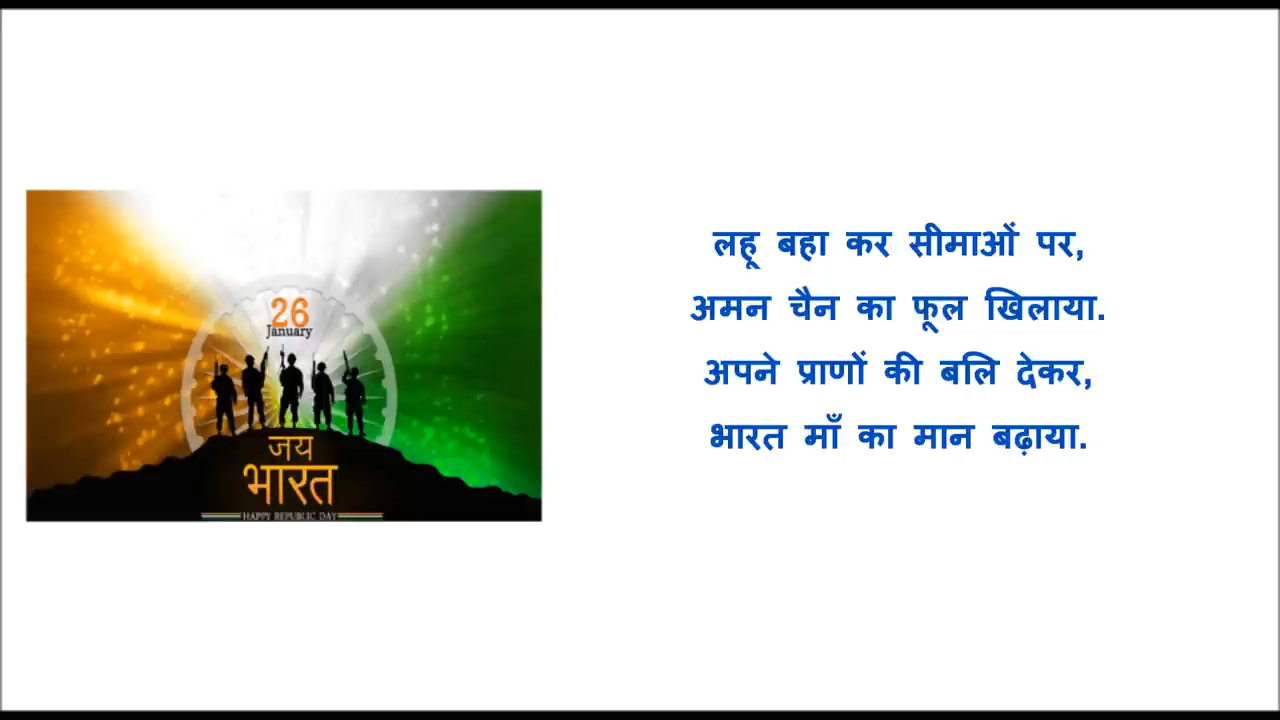 26
January
जय
भारत
HAPPY REPUBLIC DAY
लहू बहा कर सीमाओं पर,
अमन चैन का फूल खिलाया.
अपने प्राणों की बलि देकर,
भारत माँ का मान बढ़ाया.